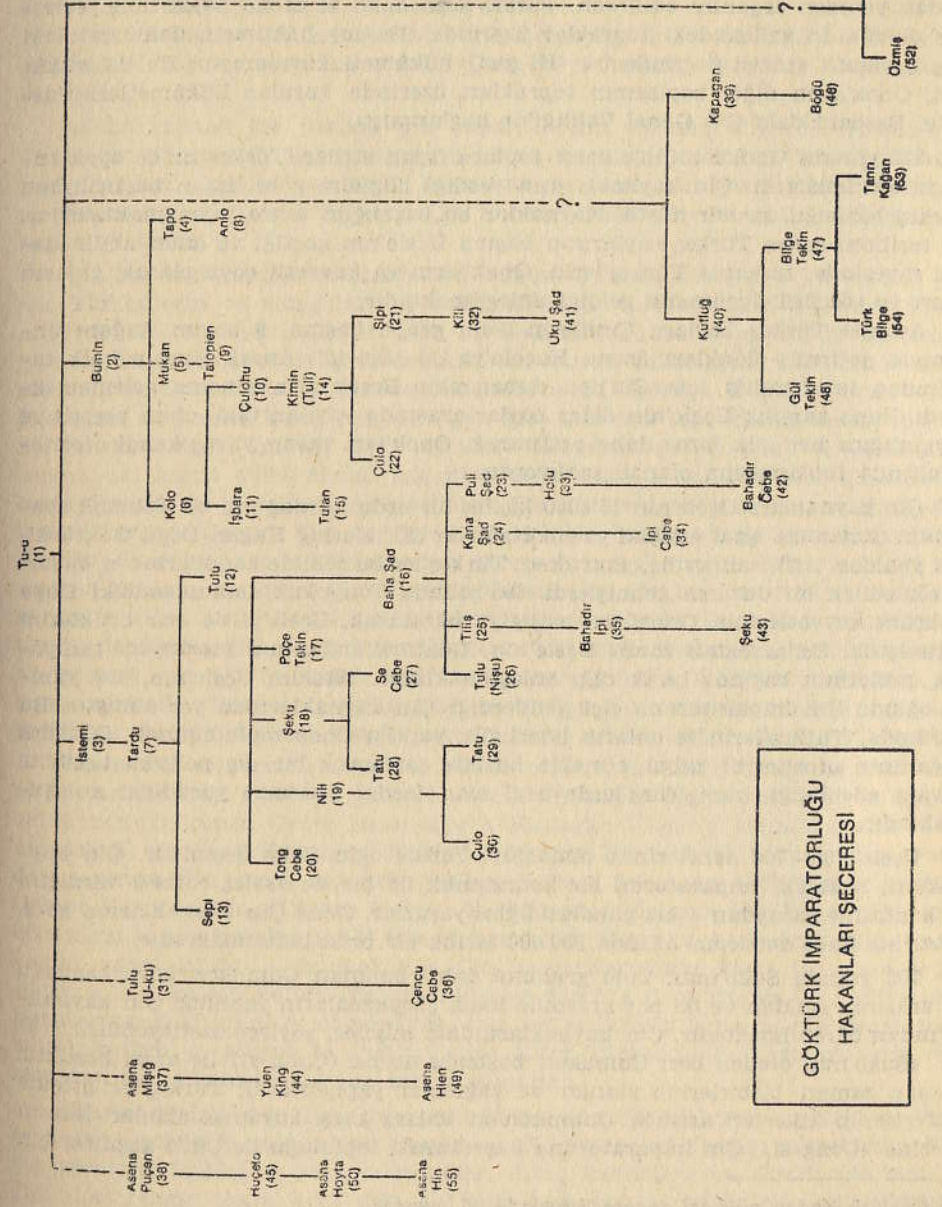 Tu-u
(1)
Asena
Puçen
(38)
Asena
Misig
(37)
Tulu
(U-ku)
(31)
İstemi
(3)
Bumin
(2)
?
Tardu
(7)
Kolo
(6)
Mukan
(5)
Tapo
(4)
Sepi
(13)
Tulu
(12)
İşbara
(11)
Çulohu
(10)
Talopien
(9)
Anlo
(8)
Huçeto
(45)
Yuen
King
(44)
Tong
Cebe
(20)
Nili
(19)
Şeku
(18)
Poçe
Tekin
(17)
Baha Şad
(16)
Tulan
(15)
Kimin
(Tuli)
(14)
Asena
Hoyta
(50)
Tatu
(28)
Se
Cebe
(27)
Çulo
(22)
Sipi
(21)
Asena
Hin
(55)
Asena
Hien
(49)
Çencu
Cebe
(36)
Çulo
(30)
Tatu
(29)
Tulu
(Nişu)
(26)
Tiliş
(25)
Kana
Şad
(24)
Puli
Şad
(23)
Kili
(32)
Bahadır
İpi
(35)
İpi
Cebe
(34)
Holu
(33)
Uku Şad
(41)
?
Şeku
(43)
Bahadır
Cebe
(42)
Kutluğ
(40)
Kapagan
(39)
Gül
Tekin
(48)
Bilge
Tekin
(47)
Bögü
(46)
Türk
Bilge
(54)
Tanrı
Kağan
(53)
?
Ozmiş
(52)
GÖKTÜRK İMPARATORLUĞU
HAKANLARI ŞECERESİ